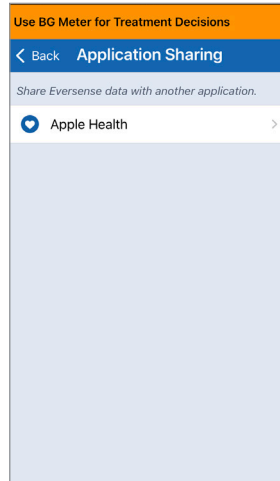 Use BG Meter for Treatment Decisions
Back Application Sharing
Share Eversense data with another application.
Apple Health